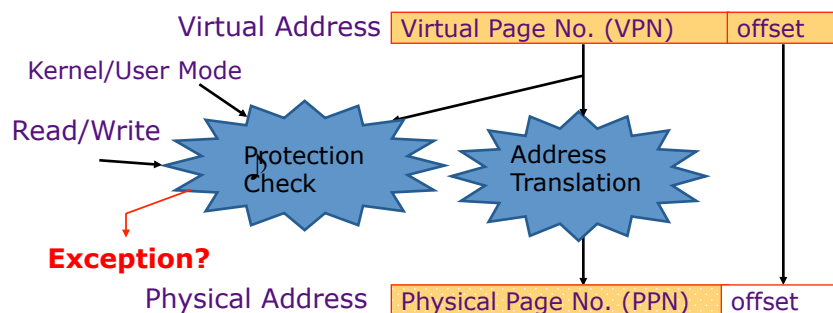 Virtual Address Virtual Page No. (VPN) offset
Kernel/User Mode
Read/Write
Protection
Check
Address
Translation
Exception?
Physical Address Physical Page No. (PPN) offset